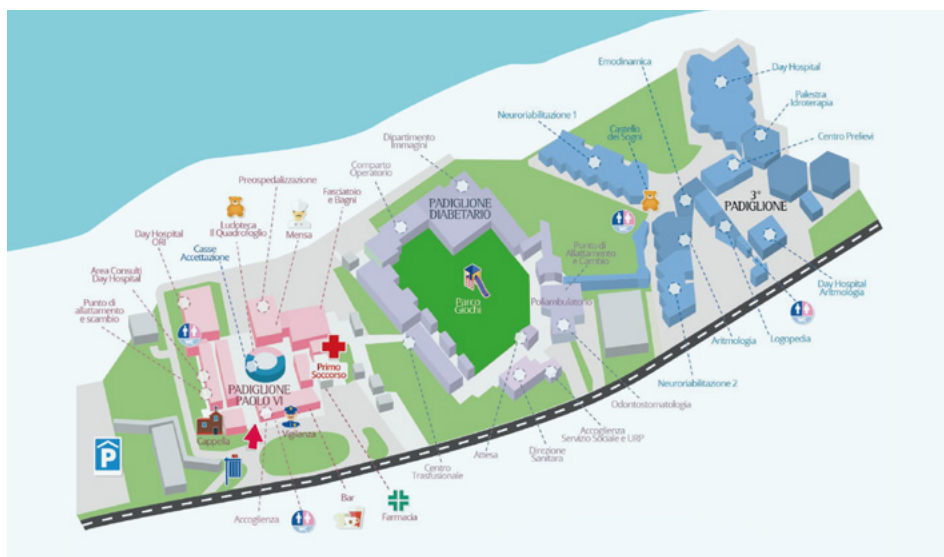 Emodinamica
Day Hospital
Neuroriabilitazione 1
Castello
dei Sogni
Palestra
Idroterapia
Centro Prelievi
Dipartimento
Immagini
Comparto
Operatorio
Preospedalizzazione
Fasciatoio
e Bagni
PADIGLIONE
DIABETARIO
3°
PADIGLIONE
Ludoteca
Il Quadrofoglio
Mensa
Day Hospital
ORI
Casse
Accettazione
Area Consulti
Day Hospital
Punto di
allattamento
e scambio
Punto di
Allattamento
e Cambio
Parco
Giochi
Poliambulatorio
Day Hospital
Aritmologia
Aritmologia
Logopedia
Primo
Soccorso
PADIGLIONE
PAOLO VI
Neuroriabilitazione 2
Odontostomatologia
Cappella
Vigilanza
Accoglienza
Servizio Sociale e URP
Direzione
Sanitara
Attesa
Centro
Trasfusionale
P
Bar
Accoglienza
Farmacia